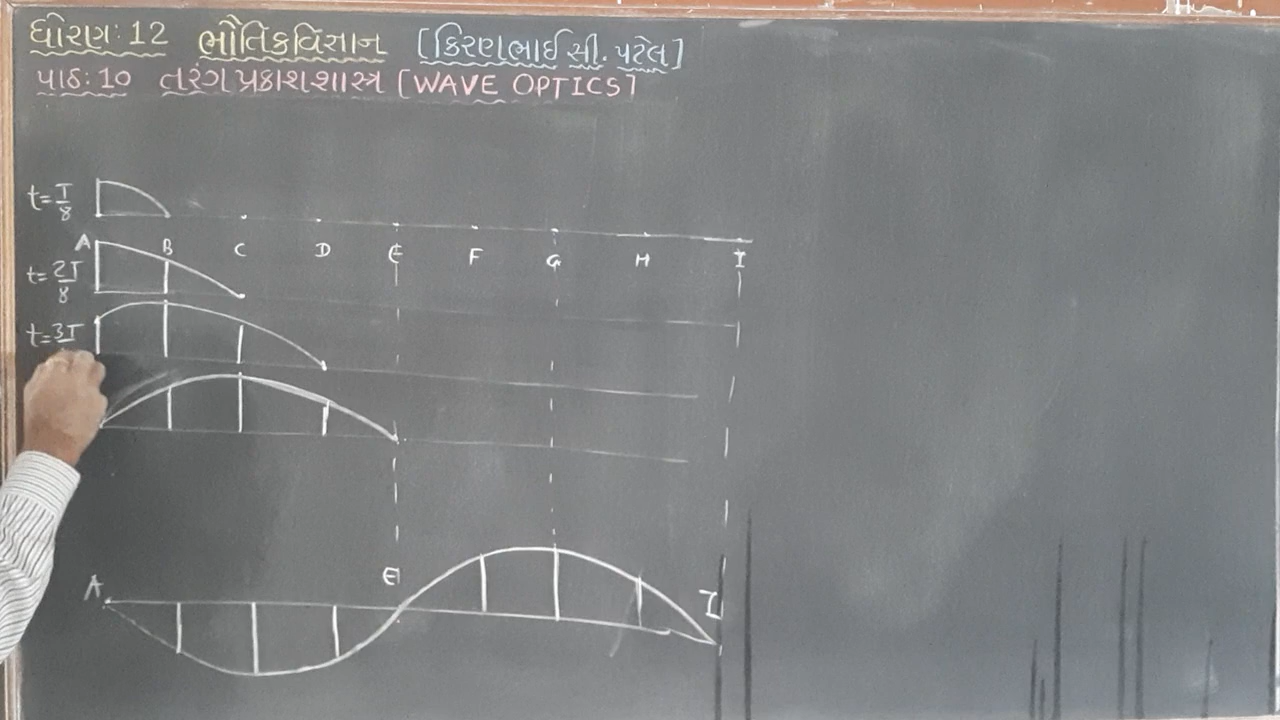 ધોરણ: 12 ભૌતિકવિજ્ઞાન [કિરણભાઈ સી. પટેલ]
પાઠ: 10 તરંગ પ્રકાશશાસ્ત્ર [WAVE OPTICS]
t=T/8
A B C D E F G H I
t=2T/8
t=3T
A E I